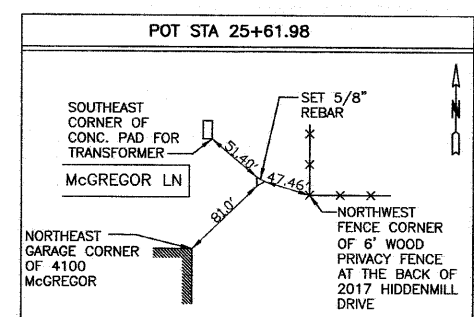 POT STA 25+61.98
SOUTHEAST
CORNER OF
CONC. PAD FOR
TRANSFORMER
SET 5/8"
REBAR
N
51.40'
47.46'
McGREGOR LN
81.0'
NORTHEAST
GARAGE CORNER
OF 4100
McGREGOR
NORTHWEST
FENCE CORNER
OF 6' WOOD
PRIVACY FENCE
AT THE BACK OF
2017 HIDDENMILL
DRIVE